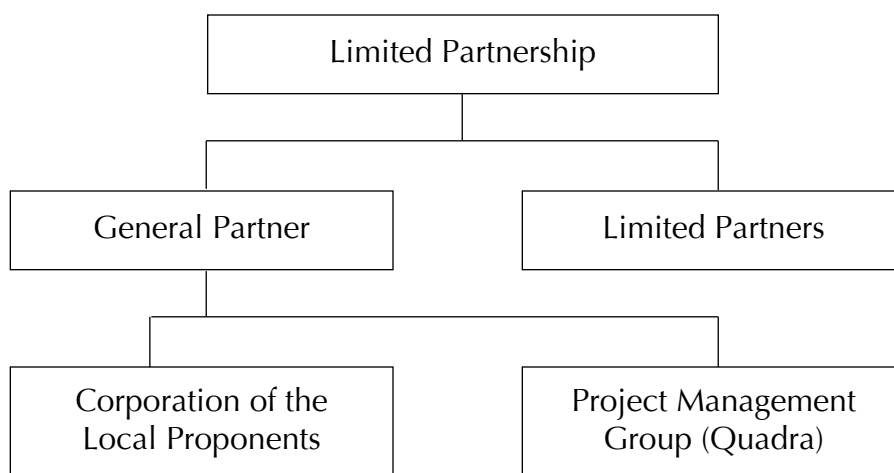 Limited Partnership
General Partner
Limited Partners
Corporation of the
Local Proponents
Project Management
Group (Quadra)